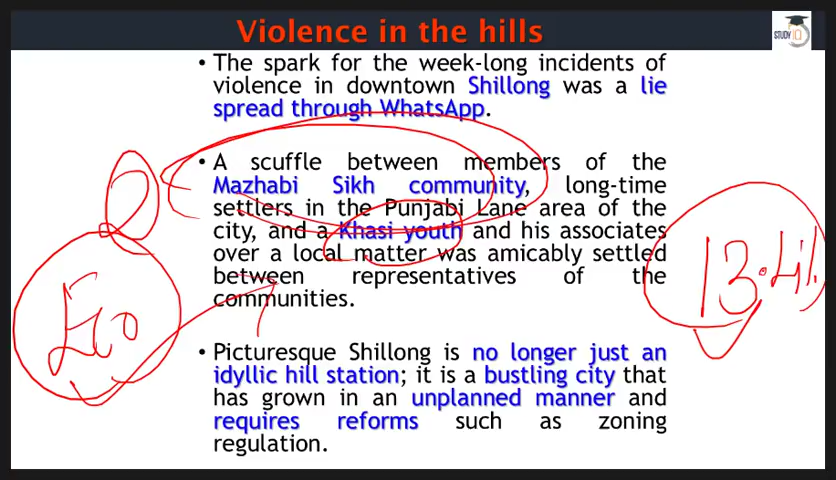 Violence in the hills
STUDY IQ
• The spark for the week-long incidents of
violence in downtown Shillong was a lie
spread through WhatsApp.
• A scuffle between members of the
Mazhabi Sikh community, long-time
settlers in the Punjabi Lane area of the
city, and a Khasi youth and his associates
over a local matter was amicably settled
between representatives of the
communities.
• Picturesque Shillong is no longer just an
idyllic hill station; it is a bustling city that
has grown in an unplanned manner and
requires reforms such as zoning
regulation.
2
Eco
13.4%